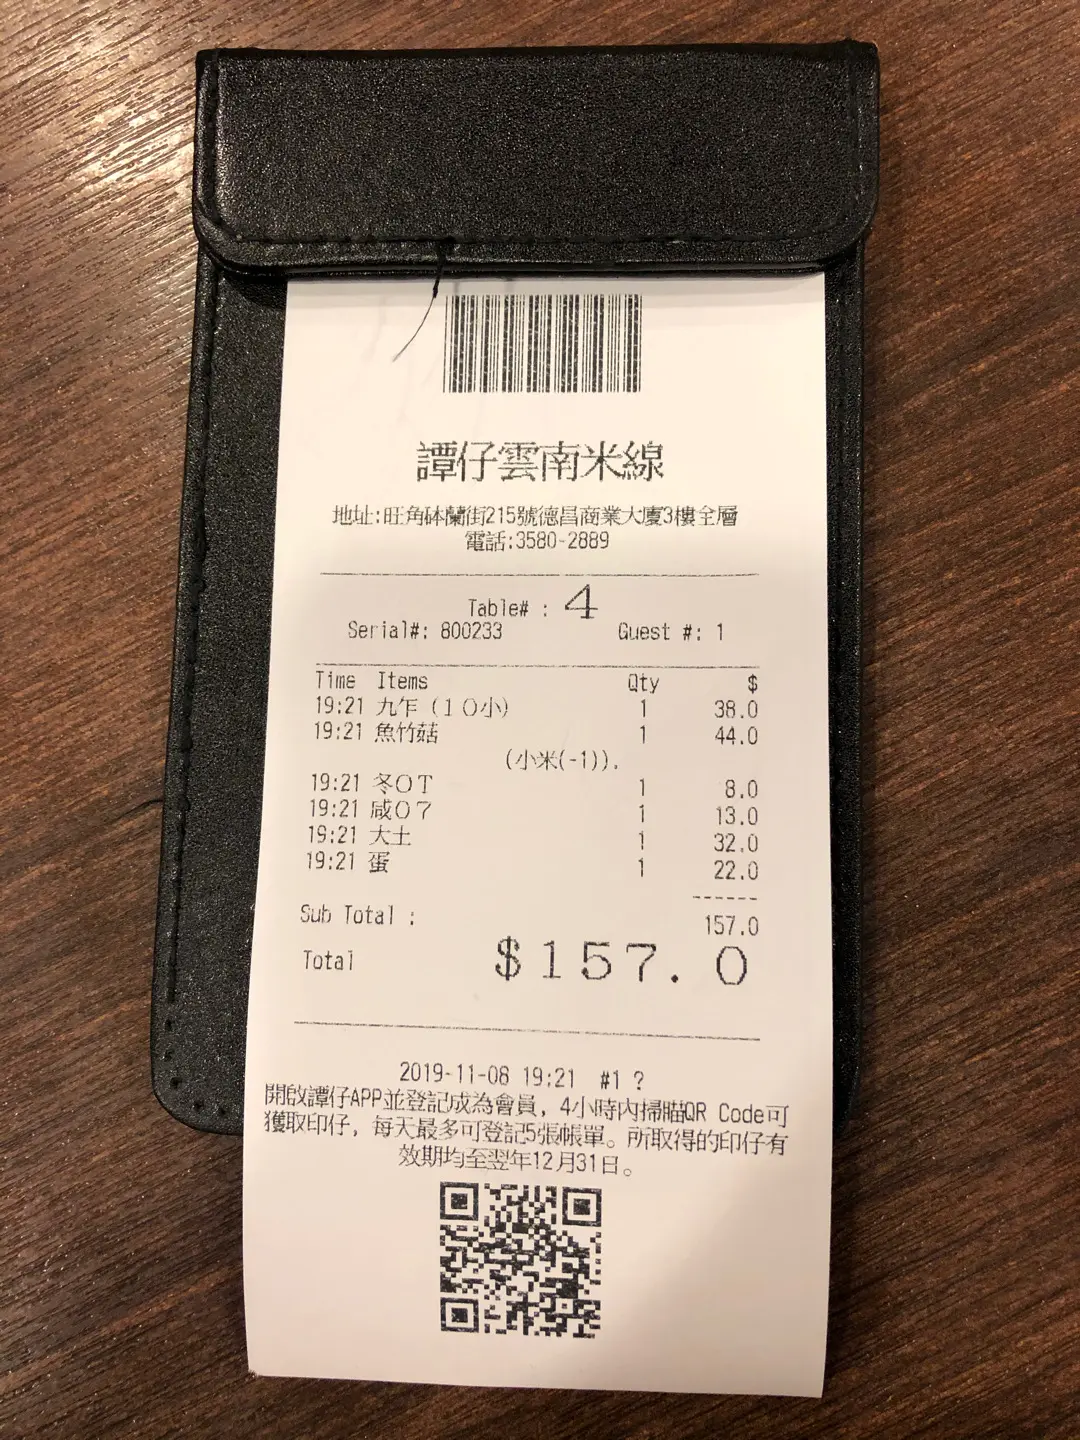 譚仔雲南米線
地址:旺角砵蘭街215號德昌商業大廈3樓全層
電話:3580-2889
Table# : 4
Serial#: 800233 Guest #: 1
Time Items Qty $
19:21 九乍（１０小） 1 38.0
19:21 魚竹菇 1 44.0
(小米(-1)).
19:21 冬０Ｔ 1 8.0
19:21 咸０７ 1 13.0
19:21 大土 1 32.0
19:21 蛋 1 22.0
------
Sub Total : 157.0
Total $157.0
2019-11-08 19:21 #1 ?
開啟譚仔APP並登記成為會員, 4小時內掃瞄QR Code可
獲取印仔, 每天最多可登記5張帳單。所取得的印仔有
效期均至翌年12月31日。